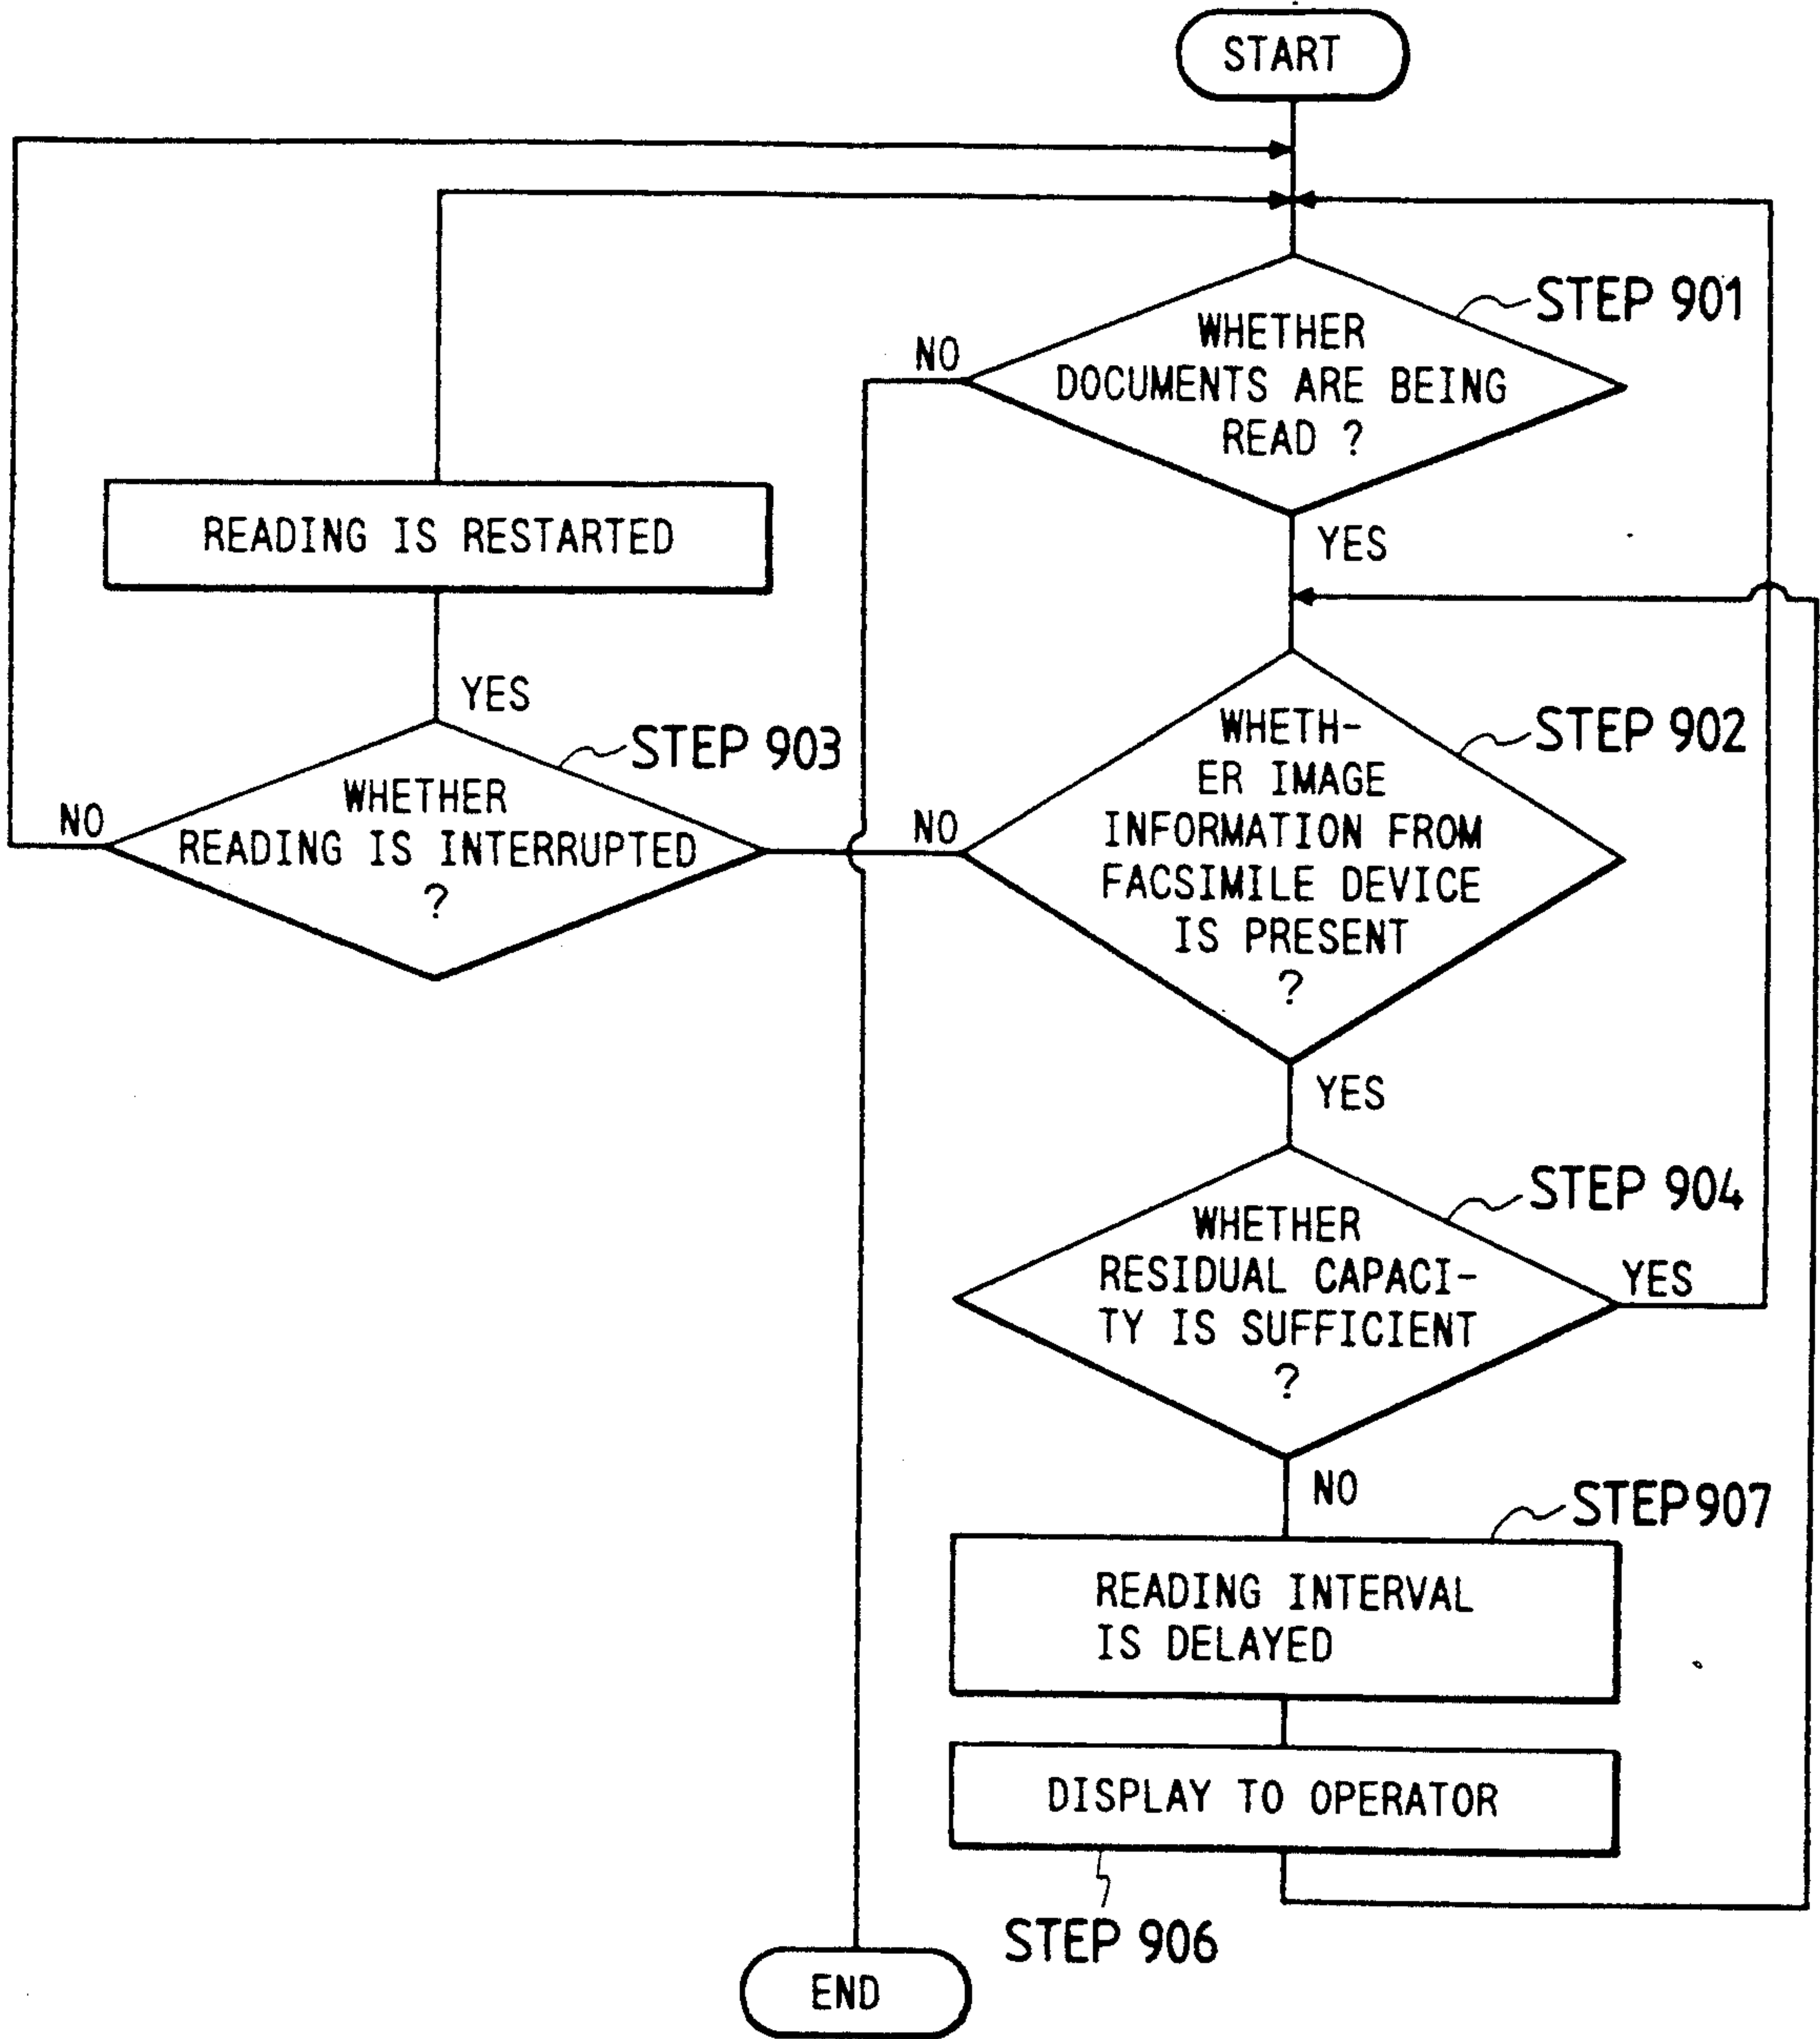 START
STEP 901
WHETHER
DOCUMENTS ARE BEING
READ ?
NO
YES
READING IS RESTARTED
YES
STEP 903
WHETHER
READING IS INTERRUPTED
?
NO
STEP 902
WHETH-
ER IMAGE
INFORMATION FROM
FACSIMILE DEVICE
IS PRESENT
?
NO
YES
STEP 904
WHETHER
RESIDUAL CAPACI-
TY IS SUFFICIENT
?
YES
NO
STEP 907
READING INTERVAL
IS DELAYED
DISPLAY TO OPERATOR
STEP 906
END